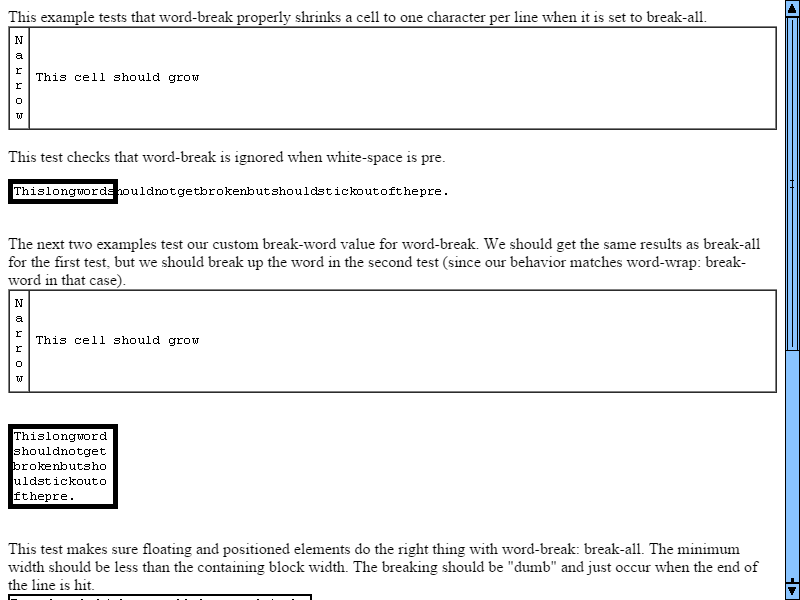 This example tests that word-break properly shrinks a cell to one character per line when it is set to break-all.
N
a
r
r
o
w
This cell should grow
This test checks that word-break is ignored when white-space is pre.
Thislongwordshouldnotgetbrokenbutshouldstickoutofthepre.
The next two examples test our custom break-word value for word-break. We should get the same results as break-all
for the first test, but we should break up the word in the second test (since our behavior matches word-wrap: break-
word in that case).
N
a
r
r
o
w
This cell should grow
Thislongword
shouldnotget
brokenbutsho
uldstickouto
fthepre.
This test makes sure floating and positioned elements do the right thing with word-break: break-all. The minimum
width should be less than the containing block width. The breaking should be "dumb" and just occur when the end of
the line is hit.